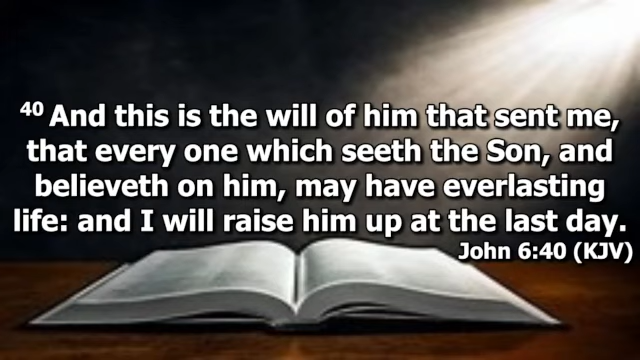 40 And this is the will of him that sent me,
that every one which seeth the Son, and
believeth on him, may have everlasting
life: and I will raise him up at the last day.
John 6:40 (KJV)